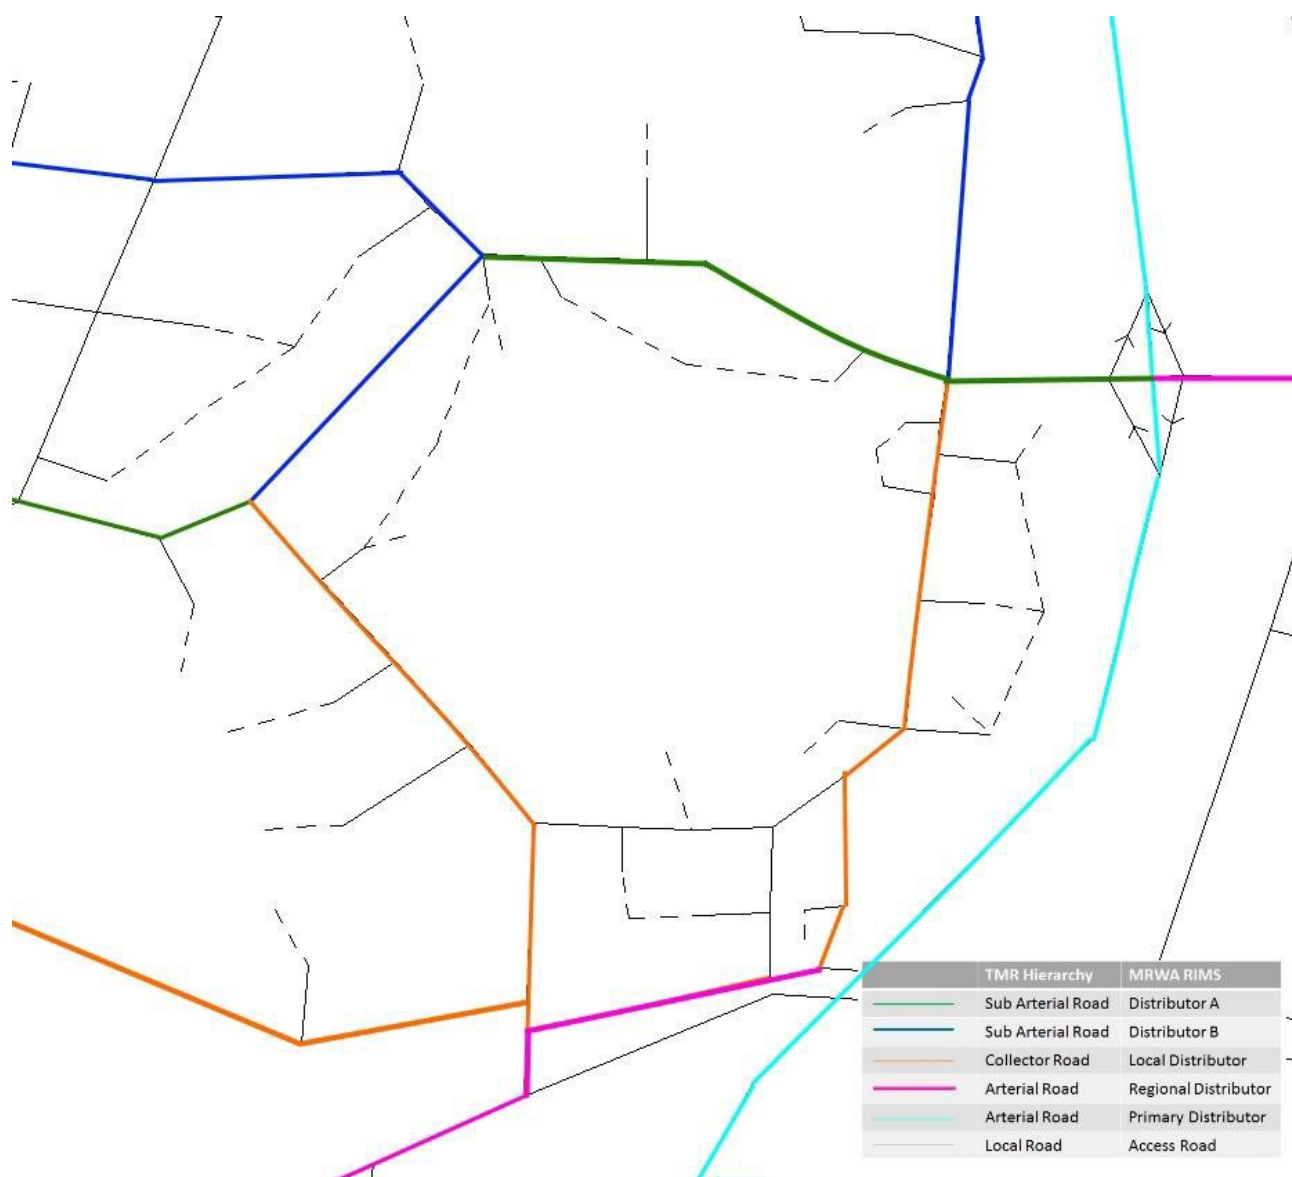 TMR Hierarchy MRWA RIMS
Sub Arterial Road Distributor A
Sub Arterial Road Distributor B
Collector Road Local Distributor
Arterial Road Regional Distributor
Arterial Road Primary Distributor
Local Road Access Road